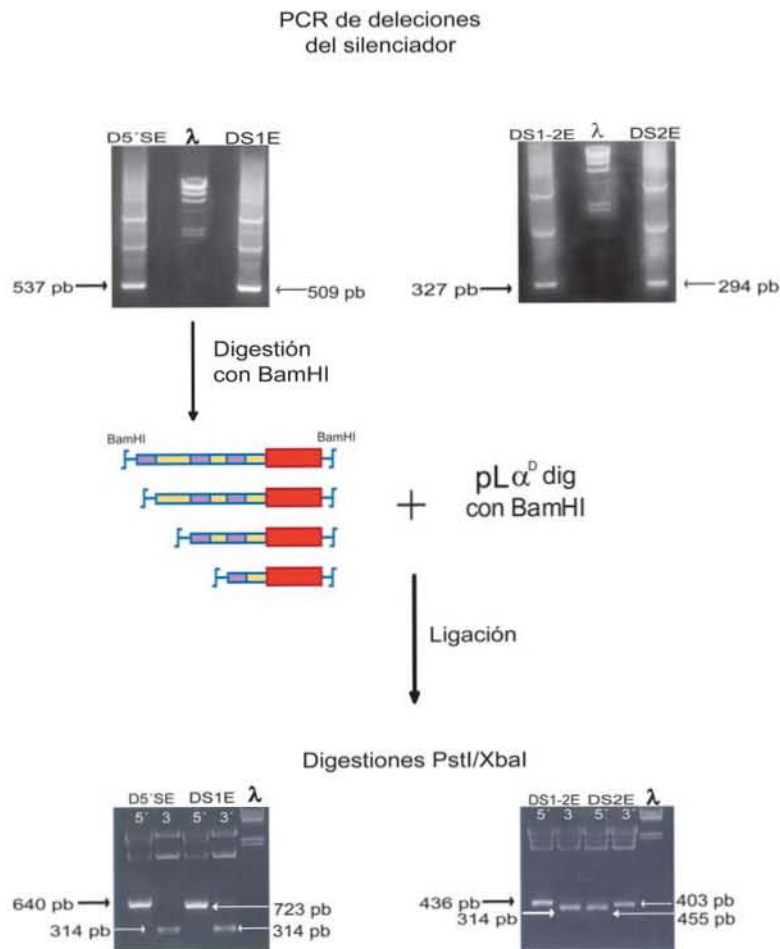 PCR de deleciones
del silenciador
D5´SE λ DS1E
DS1-2E λ DS2E
537 pb
509 pb
327 pb
294 pb
Digestión
con BamHI
BamHI
BamHI
+
pLα^D dig
con BamHI
Ligación
Digestiones PstI/XbaI
D5´SE DS1E λ
5´ 3 5´ 3´
DS1-2E DS2E λ
5´ 3 5´ 3´
640 pb
723 pb
314 pb
314 pb
436 pb
403 pb
314 pb
455 pb